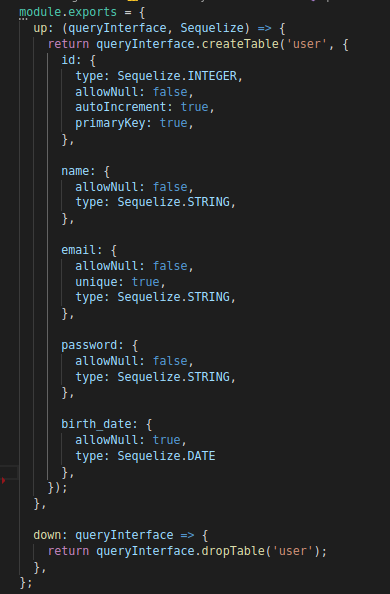 module.exports = {
  up: (queryInterface, Sequelize) => {
    return queryInterface.createTable('user', {
      id: {
        type: Sequelize.INTEGER,
        allowNull: false,
        autoIncrement: true,
        primaryKey: true,
      },

      name: {
        allowNull: false,
        type: Sequelize.STRING,
      },

      email: {
        allowNull: false,
        unique: true,
        type: Sequelize.STRING,
      },

      password: {
        allowNull: false,
        type: Sequelize.STRING,
      },

      birth_date: {
        allowNull: true,
        type: Sequelize.DATE
      },
    });
  },

  down: queryInterface => {
    return queryInterface.dropTable('user');
  },
};